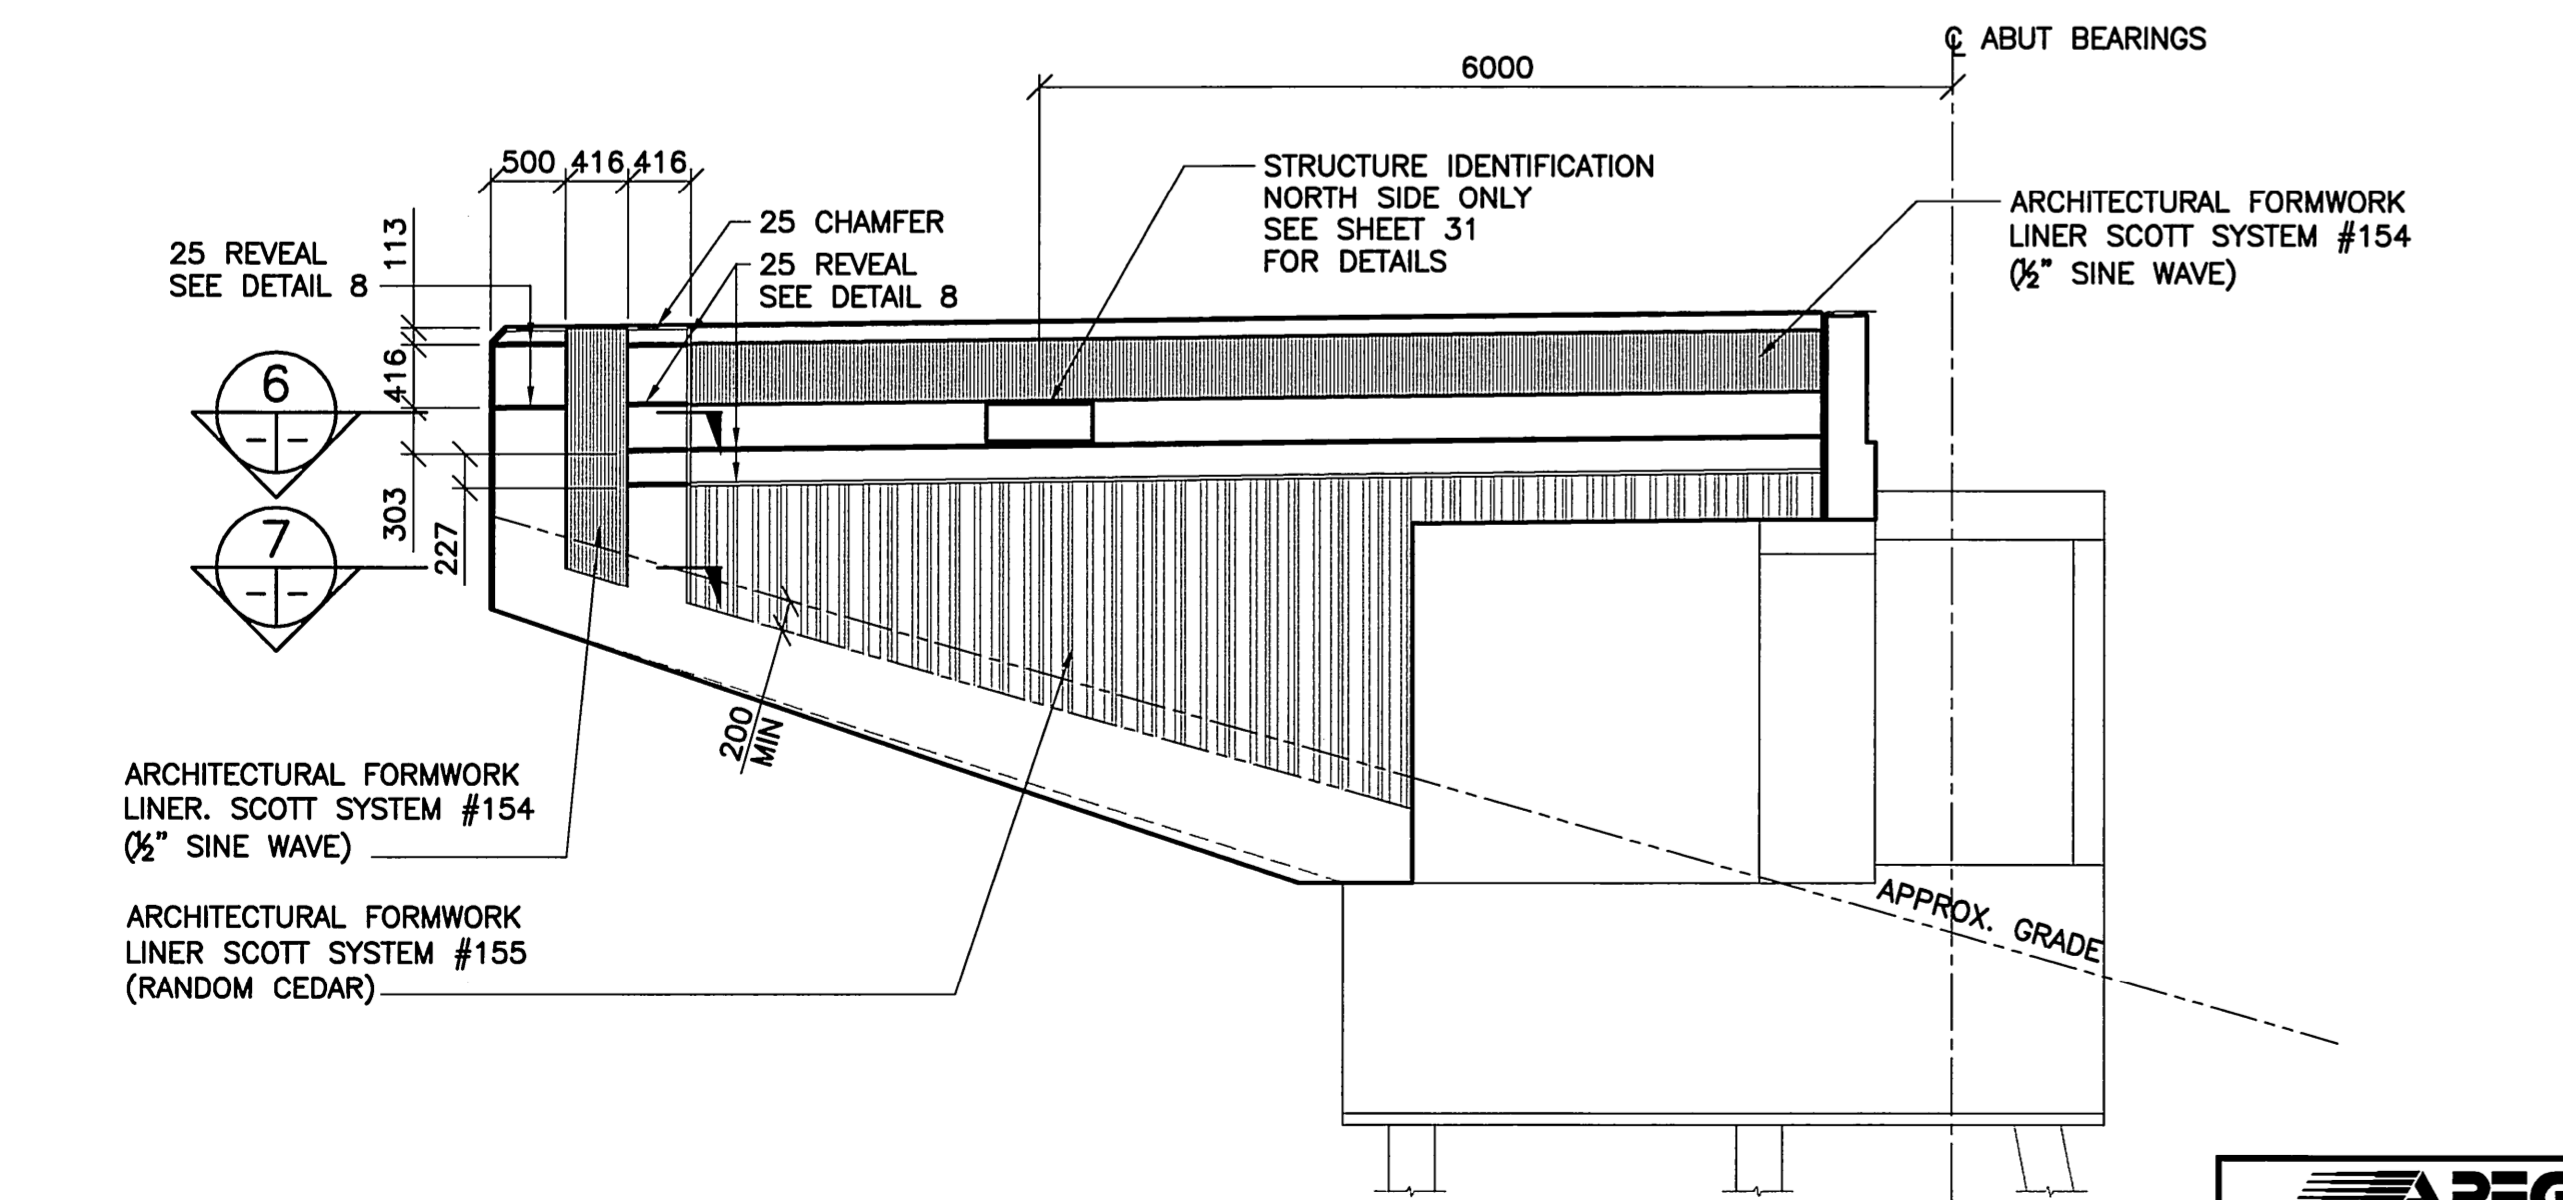 ℄ ABUT BEARINGS
6000
500 416 416
STRUCTURE IDENTIFICATION
NORTH SIDE ONLY
SEE SHEET 31
FOR DETAILS
ARCHITECTURAL FORMWORK
LINER SCOTT SYSTEM #154
(½" SINE WAVE)
25 CHAMFER
25 REVEAL
SEE DETAIL 8
25 REVEAL
SEE DETAIL 8
113
416
303
227
6
7
200
MIN
ARCHITECTURAL FORMWORK
LINER. SCOTT SYSTEM #154
(½" SINE WAVE)
ARCHITECTURAL FORMWORK
LINER SCOTT SYSTEM #155
(RANDOM CEDAR)
APPROX. GRADE